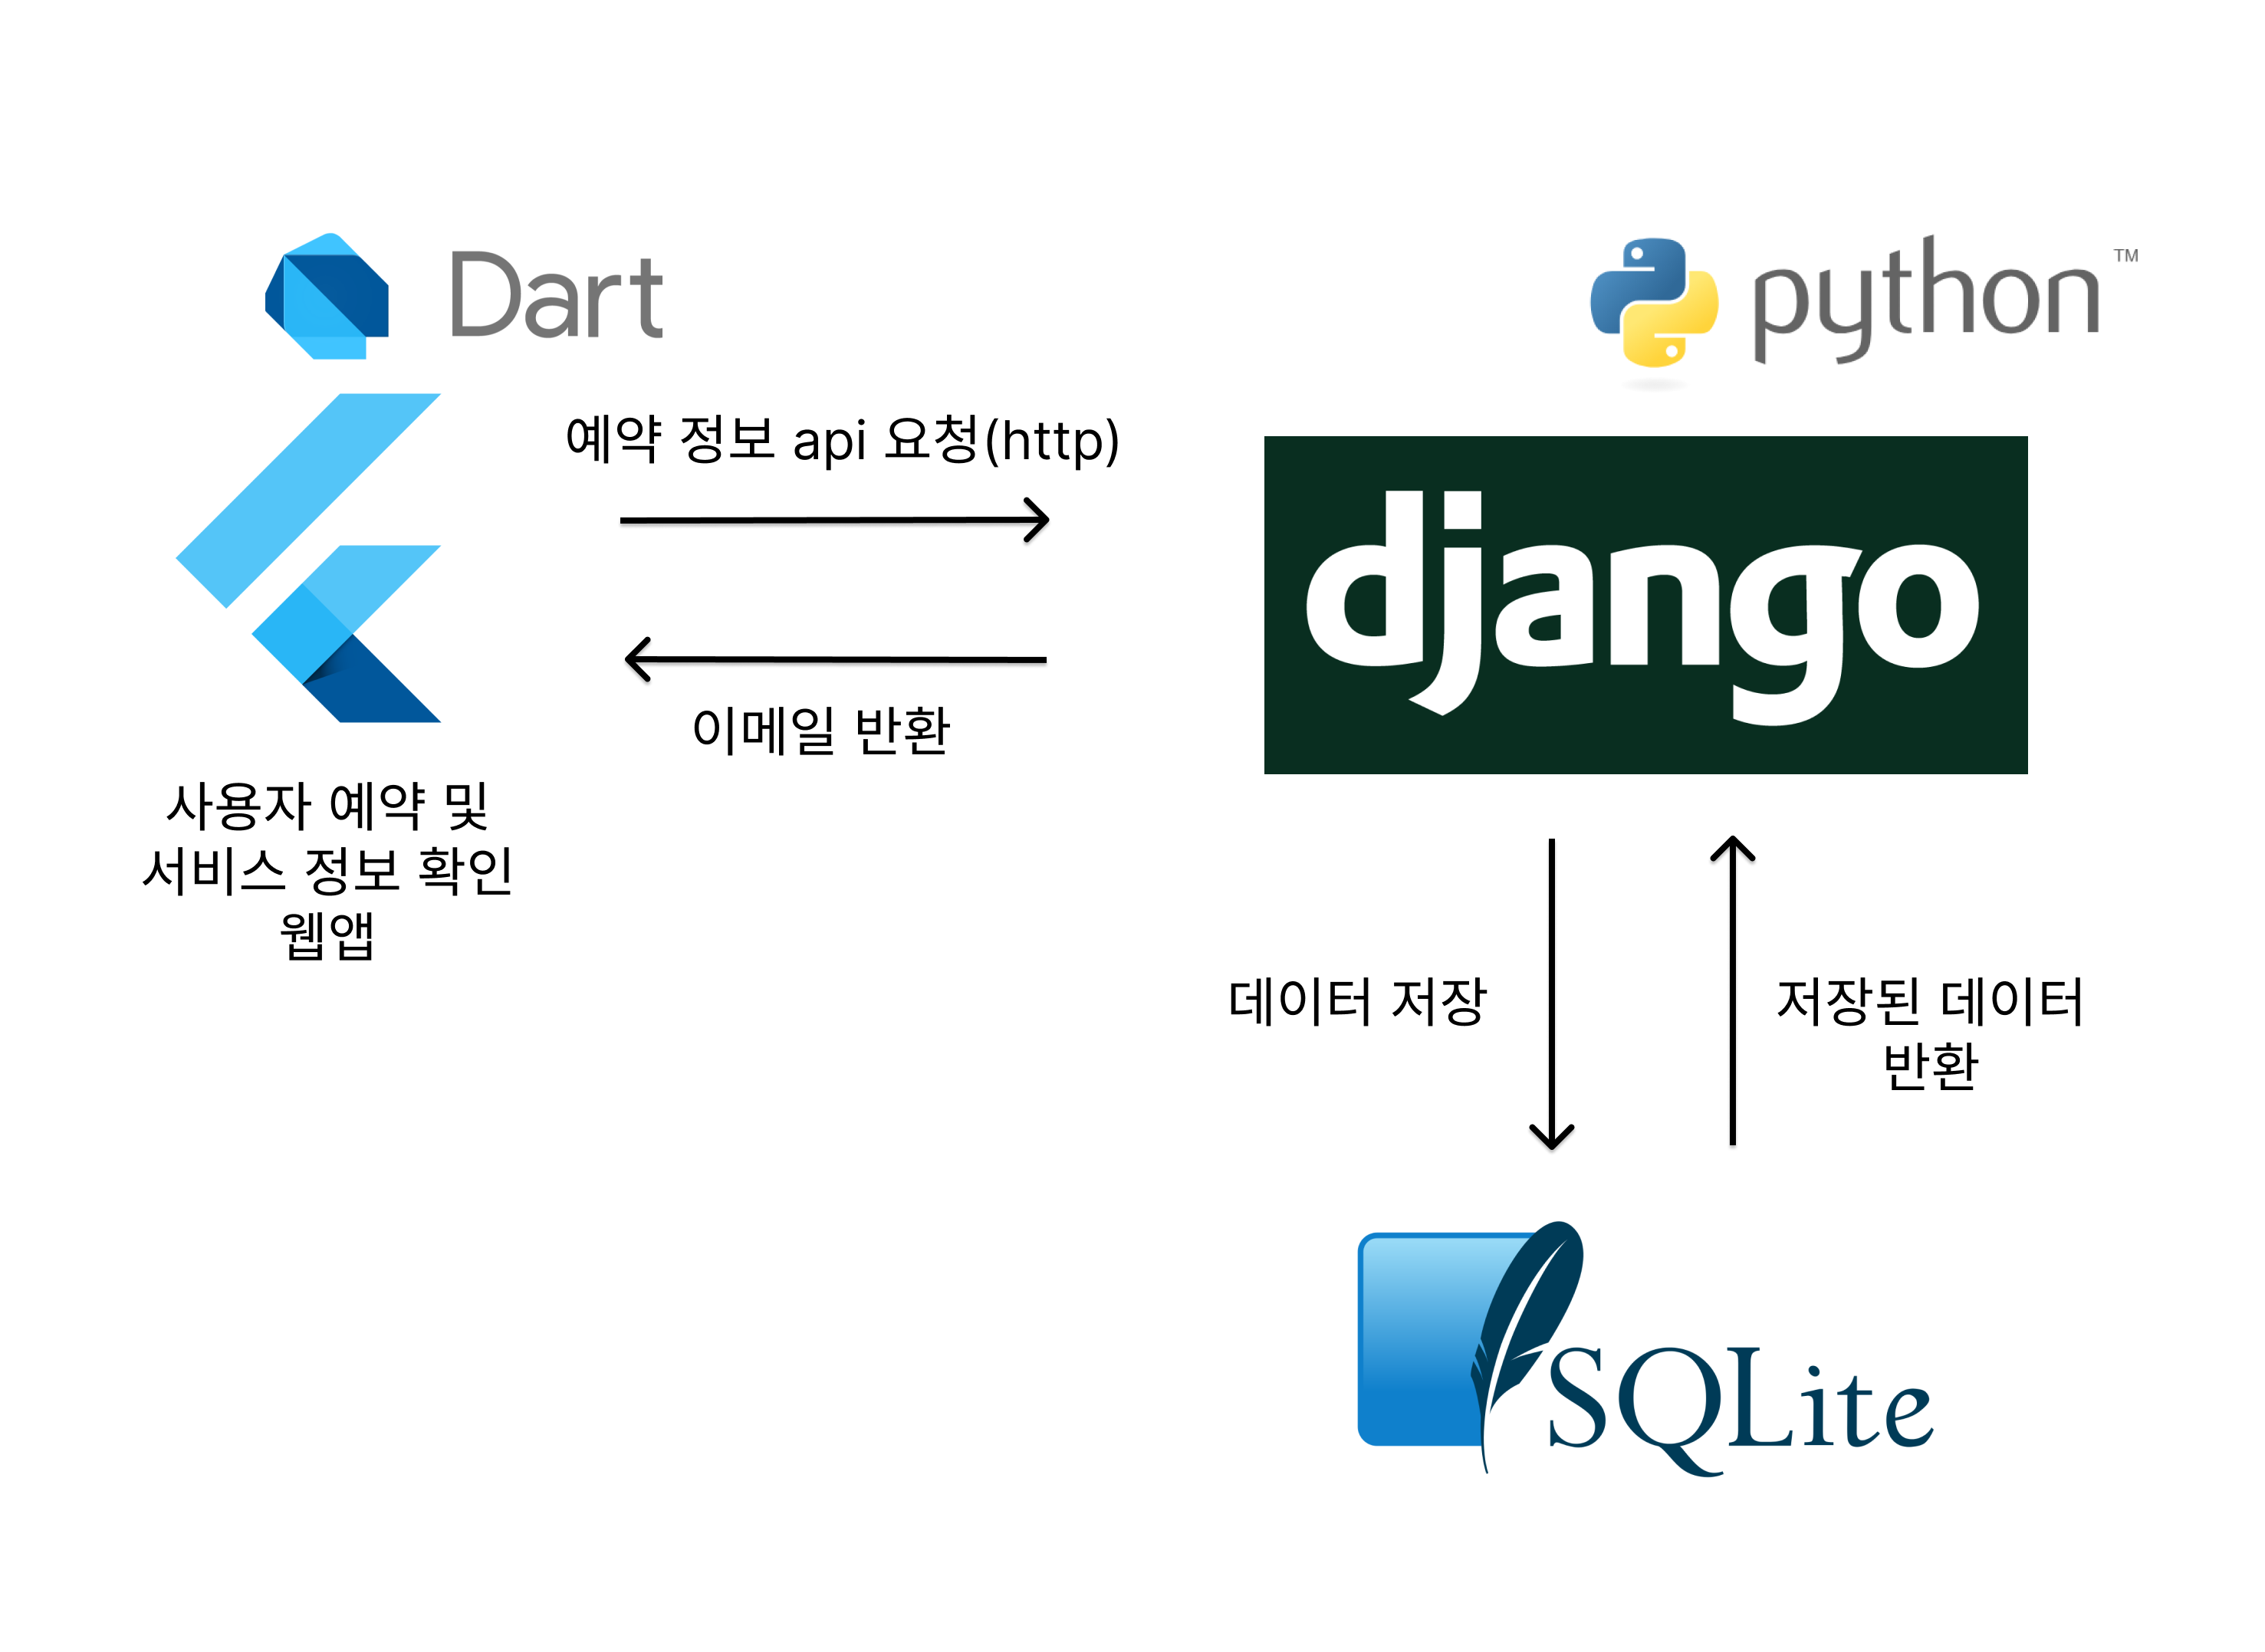 Dart
python
TM
예약 정보 api 요청(http)
django
이메일 반환
사용자 예약 및
서비스 정보 확인
웹앱
데이터 저장
저장된 데이터
반환
SQLite